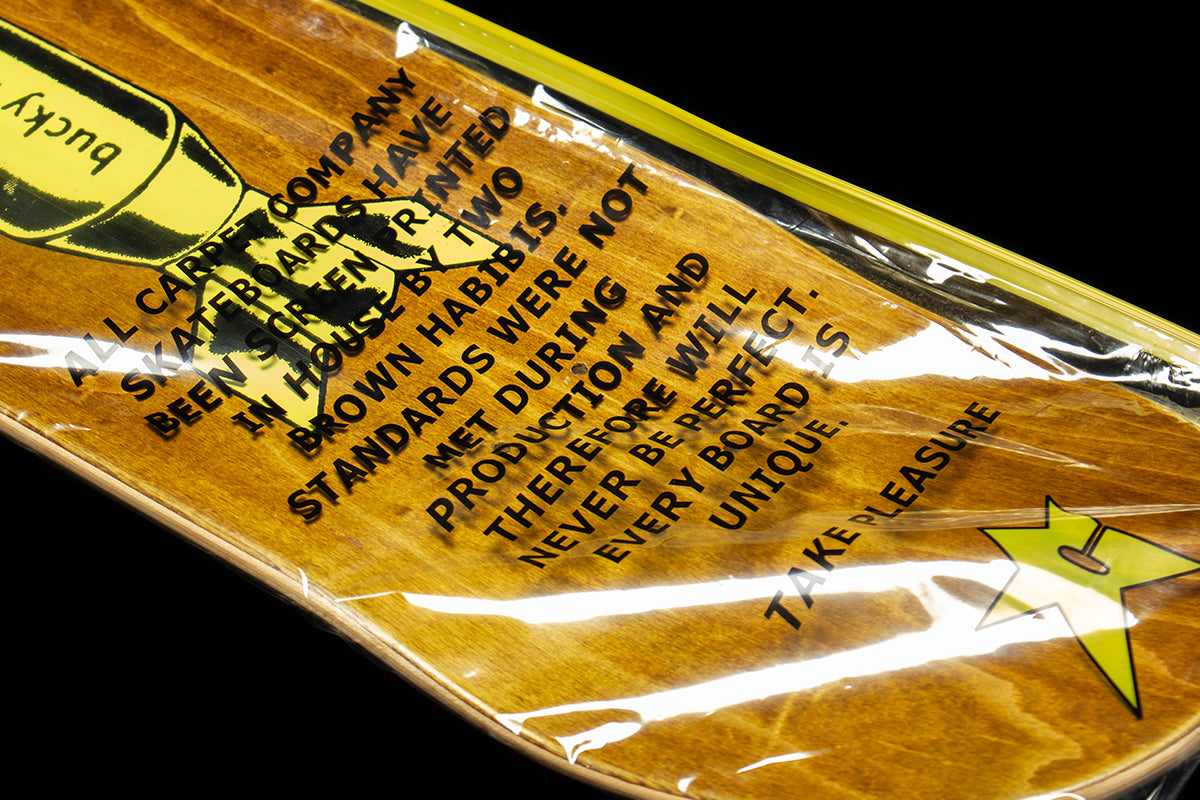 bucky
ALL CARPET COMPANY
SKATEBOARDS HAVE
BEEN SCREEN PRINTED
IN HOUSE BY TWO
BROWN HABIBIS.
STANDARDS WERE NOT
MET DURING
PRODUCTION AND
THEREFORE WILL
NEVER BE PERFECT.
EVERY BOARD IS
UNIQUE.
TAKE PLEASURE
C